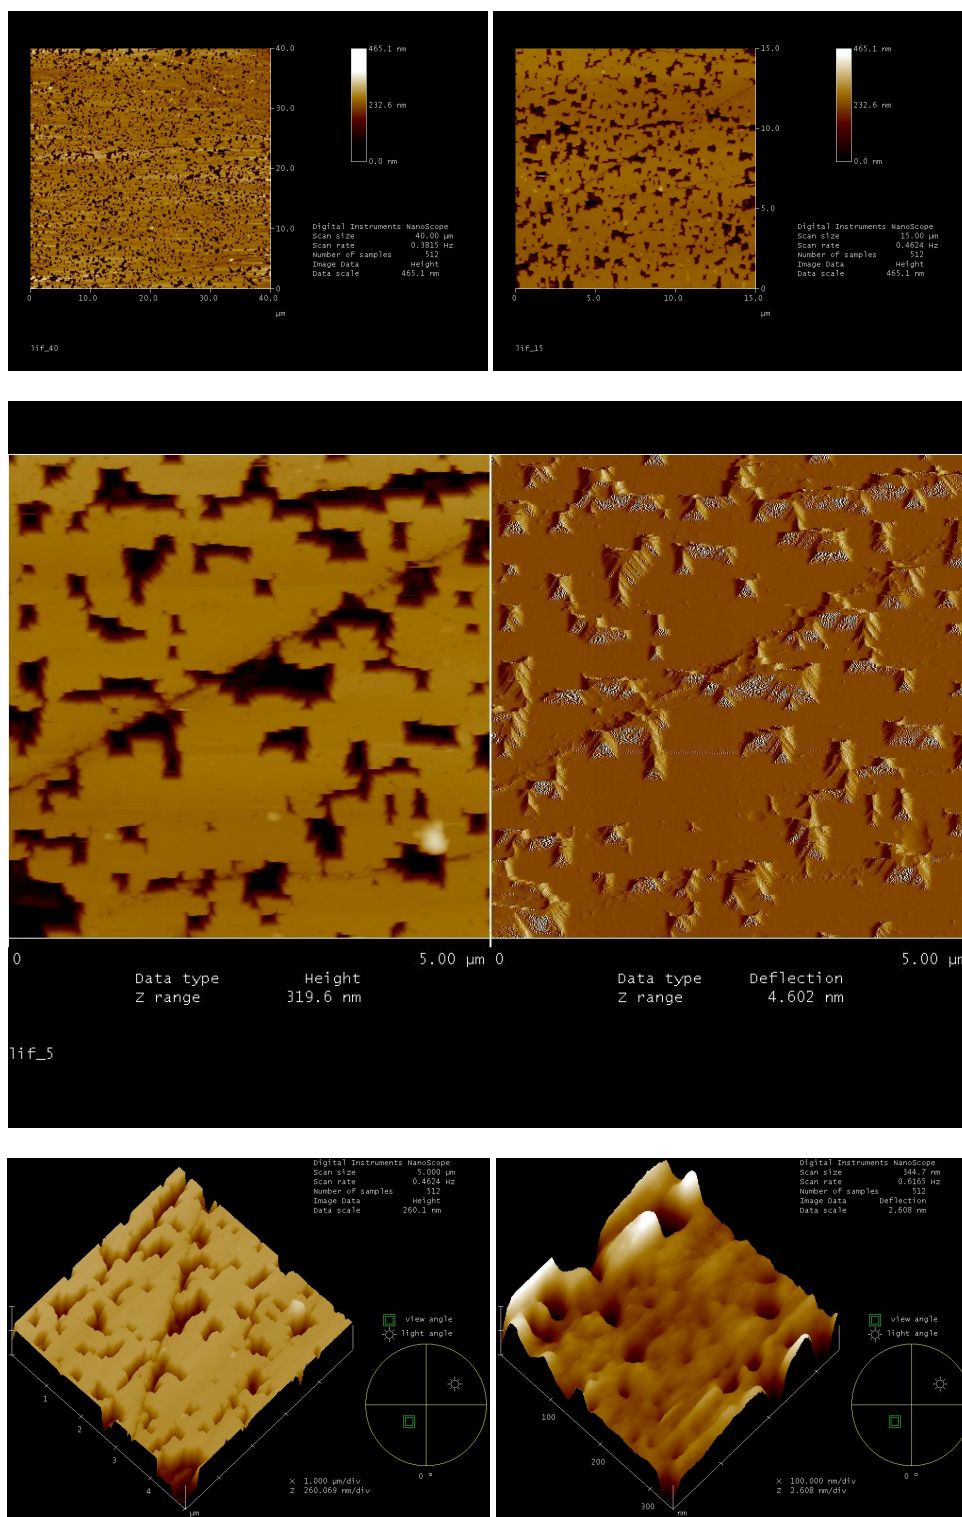 40.0
30.0
20.0
10.0
0
0 10.0 20.0 30.0 40.0
µm
465.1 nm
232.6 nm
0.0 nm
Digital Instruments NanoScope
Scan size 40.00 µm
Scan rate 0.3815 Hz
Number of samples 512
Image Data Height
Data scale 465.1 nm
lif_40
15.0
10.0
5.0
0
0 5.0 10.0 15.0
µm
465.1 nm
232.6 nm
0.0 nm
Digital Instruments NanoScope
Scan size 15.00 µm
Scan rate 0.4624 Hz
Number of samples 512
Image Data Height
Data scale 465.1 nm
lif_15
0 5.00 µm
Data type Height
Z range 319.6 nm
0 5.00 µm
Data type Deflection
Z range 4.602 nm
lif_5
Digital Instruments NanoScope
Scan size 5.000 µm
Scan rate 0.4624 Hz
Number of samples 512
Image Data Height
Data scale 260.1 nm
view angle
light angle
1
2
3
4
µm
X 1.000 µm/div
Z 260.069 nm/div
0 °
Digital Instruments NanoScope
Scan size 344.7 nm
Scan rate 0.6165 Hz
Number of samples 512
Image Data Deflection
Data scale 2.608 nm
view angle
light angle
100
200
300
nm
X 100.000 nm/div
Z 2.608 nm/div
0 °